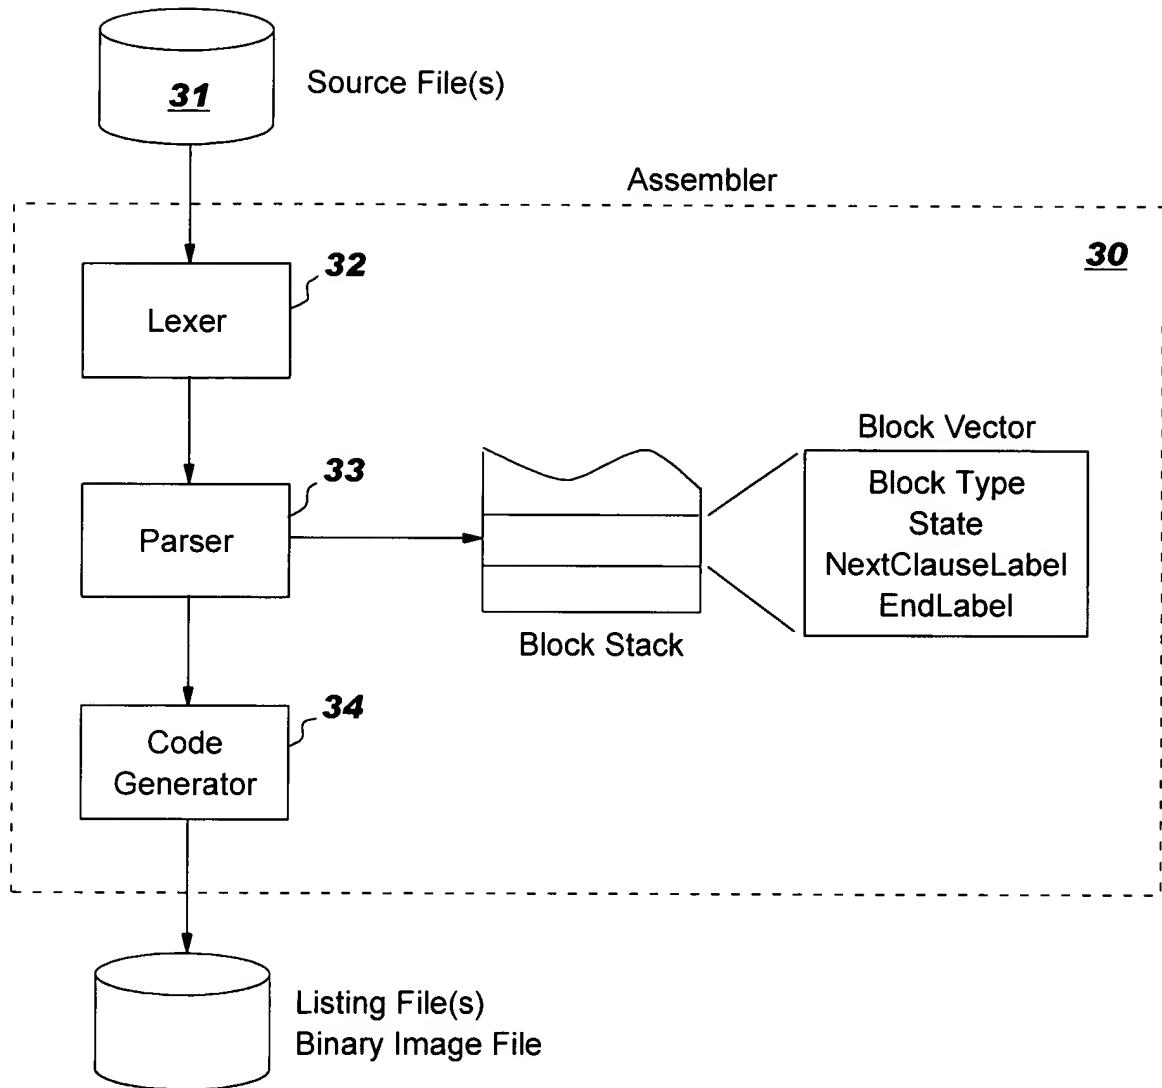 31
Source File(s)
Assembler
30
32
Lexer
33
Parser
Block Vector
Block Type
State
NextClauseLabel
EndLabel
Block Stack
34
Code
Generator
Listing File(s)
Binary Image File